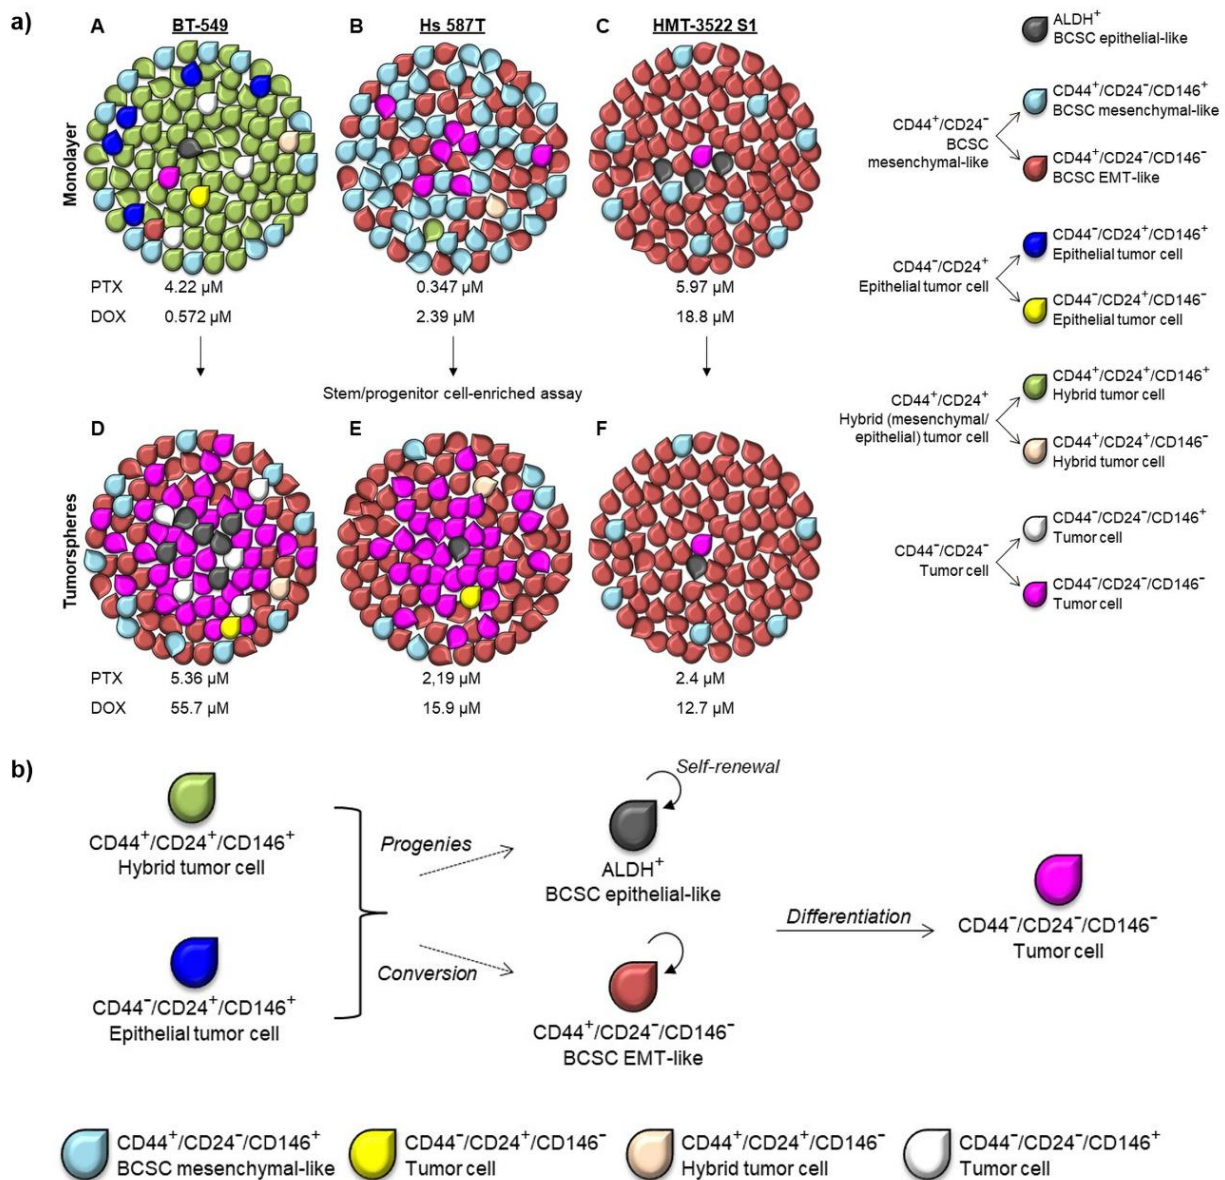 a)
A
BT-549
B
Hs 587T
C
HMT-3522 S1
Monolayer
PTX
4.22 µM
0.347 µM
5.97 µM
DOX
0.572 µM
2.39 µM
18.8 µM
Stem/progenitor cell-enriched assay
D
E
F
Tumorspheres
PTX
5.36 µM
2,19 µM
2.4 µM
DOX
55.7 µM
15.9 µM
12.7 µM
ALDH⁺
BCSC epithelial-like
CD44⁺/CD24⁻
BCSC
mesenchymal-like
CD44⁺/CD24⁻/CD146⁺
BCSC mesenchymal-like
CD44⁺/CD24⁻/CD146⁻
BCSC EMT-like
CD44⁻/CD24⁺
Epithelial tumor cell
CD44⁻/CD24⁺/CD146⁺
Epithelial tumor cell
CD44⁻/CD24⁺/CD146⁻
Epithelial tumor cell
CD44⁺/CD24⁺
Hybrid (mesenchymal/
epithelial) tumor cell
CD44⁺/CD24⁺/CD146⁺
Hybrid tumor cell
CD44⁺/CD24⁺/CD146⁻
Hybrid tumor cell
CD44⁻/CD24⁻
Tumor cell
CD44⁻/CD24⁻/CD146⁺
Tumor cell
CD44⁻/CD24⁻/CD146⁻
Tumor cell
b)
CD44⁺/CD24⁺/CD146⁺
Hybrid tumor cell
CD44⁻/CD24⁺/CD146⁺
Epithelial tumor cell
Progenies
Conversion
Self-renewal
ALDH⁺
BCSC epithelial-like
CD44⁺/CD24⁻/CD146⁻
BCSC EMT-like
Differentiation
CD44⁻/CD24⁻/CD146⁻
Tumor cell
CD44⁺/CD24⁻/CD146⁺
BCSC mesenchymal-like
CD44⁻/CD24⁺/CD146⁻
Tumor cell
CD44⁺/CD24⁺/CD146⁻
Hybrid tumor cell
CD44⁻/CD24⁻/CD146⁺
Tumor cell